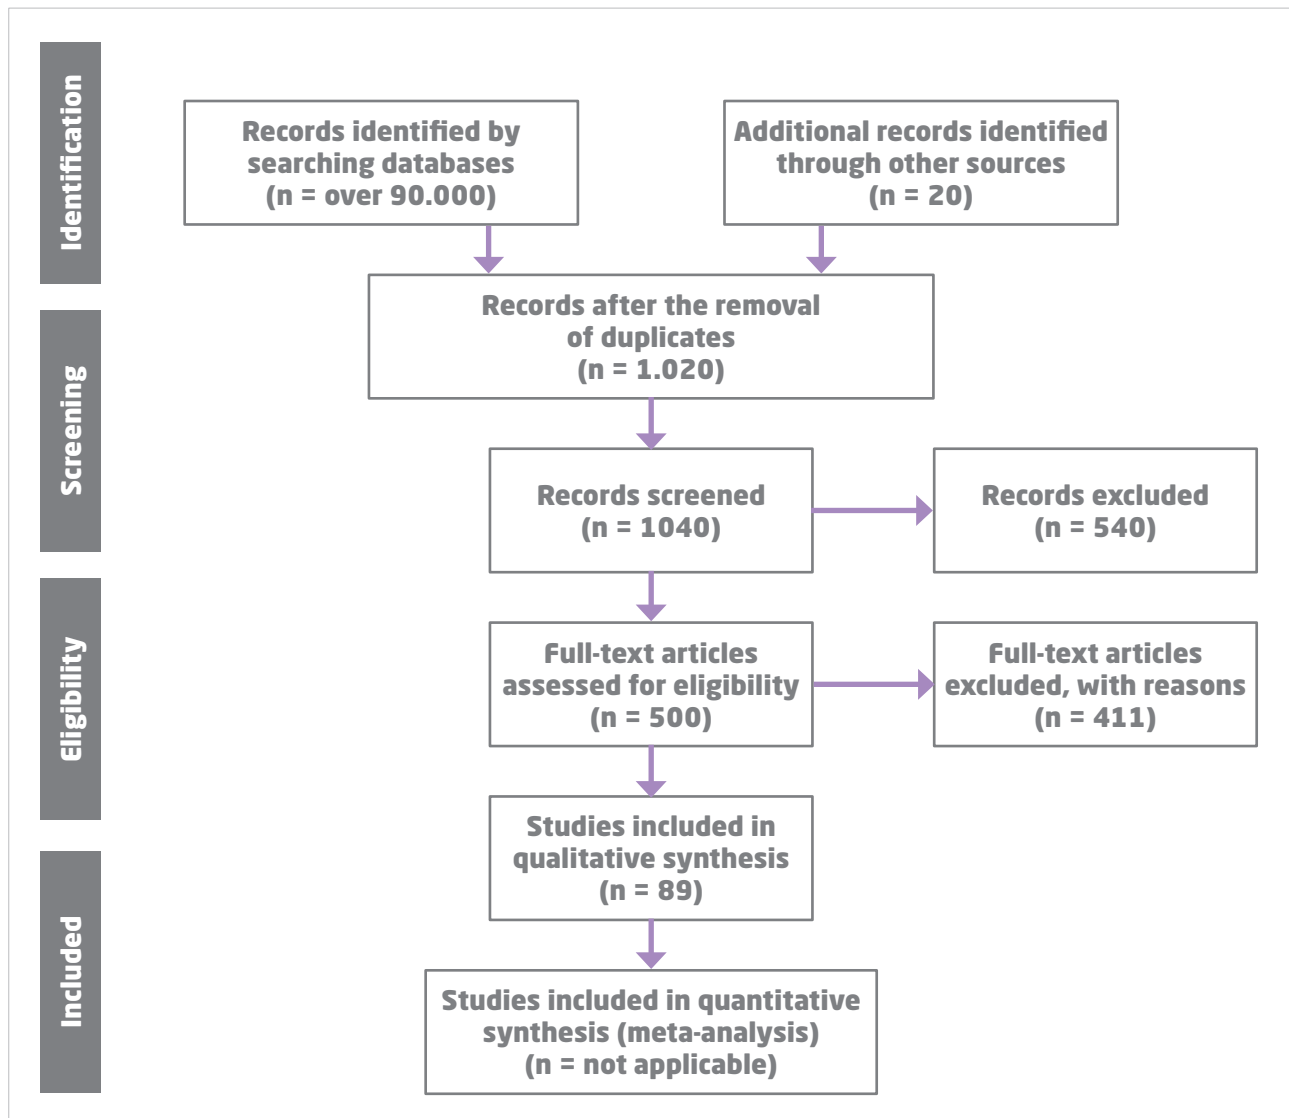 Identification
Records identified by
searching databases
(n = over 90.000)
Additional records identified
through other sources
(n = 20)
Records after the removal
of duplicates
(n = 1.020)
Screening
Records screened
(n = 1040)
Records excluded
(n = 540)
Eligibility
Full-text articles
assessed for eligibility
(n = 500)
Full-text articles
excluded, with reasons
(n = 411)
Studies included in
qualitative synthesis
(n = 89)
Included
Studies included in quantitative
synthesis (meta-analysis)
(n = not applicable)